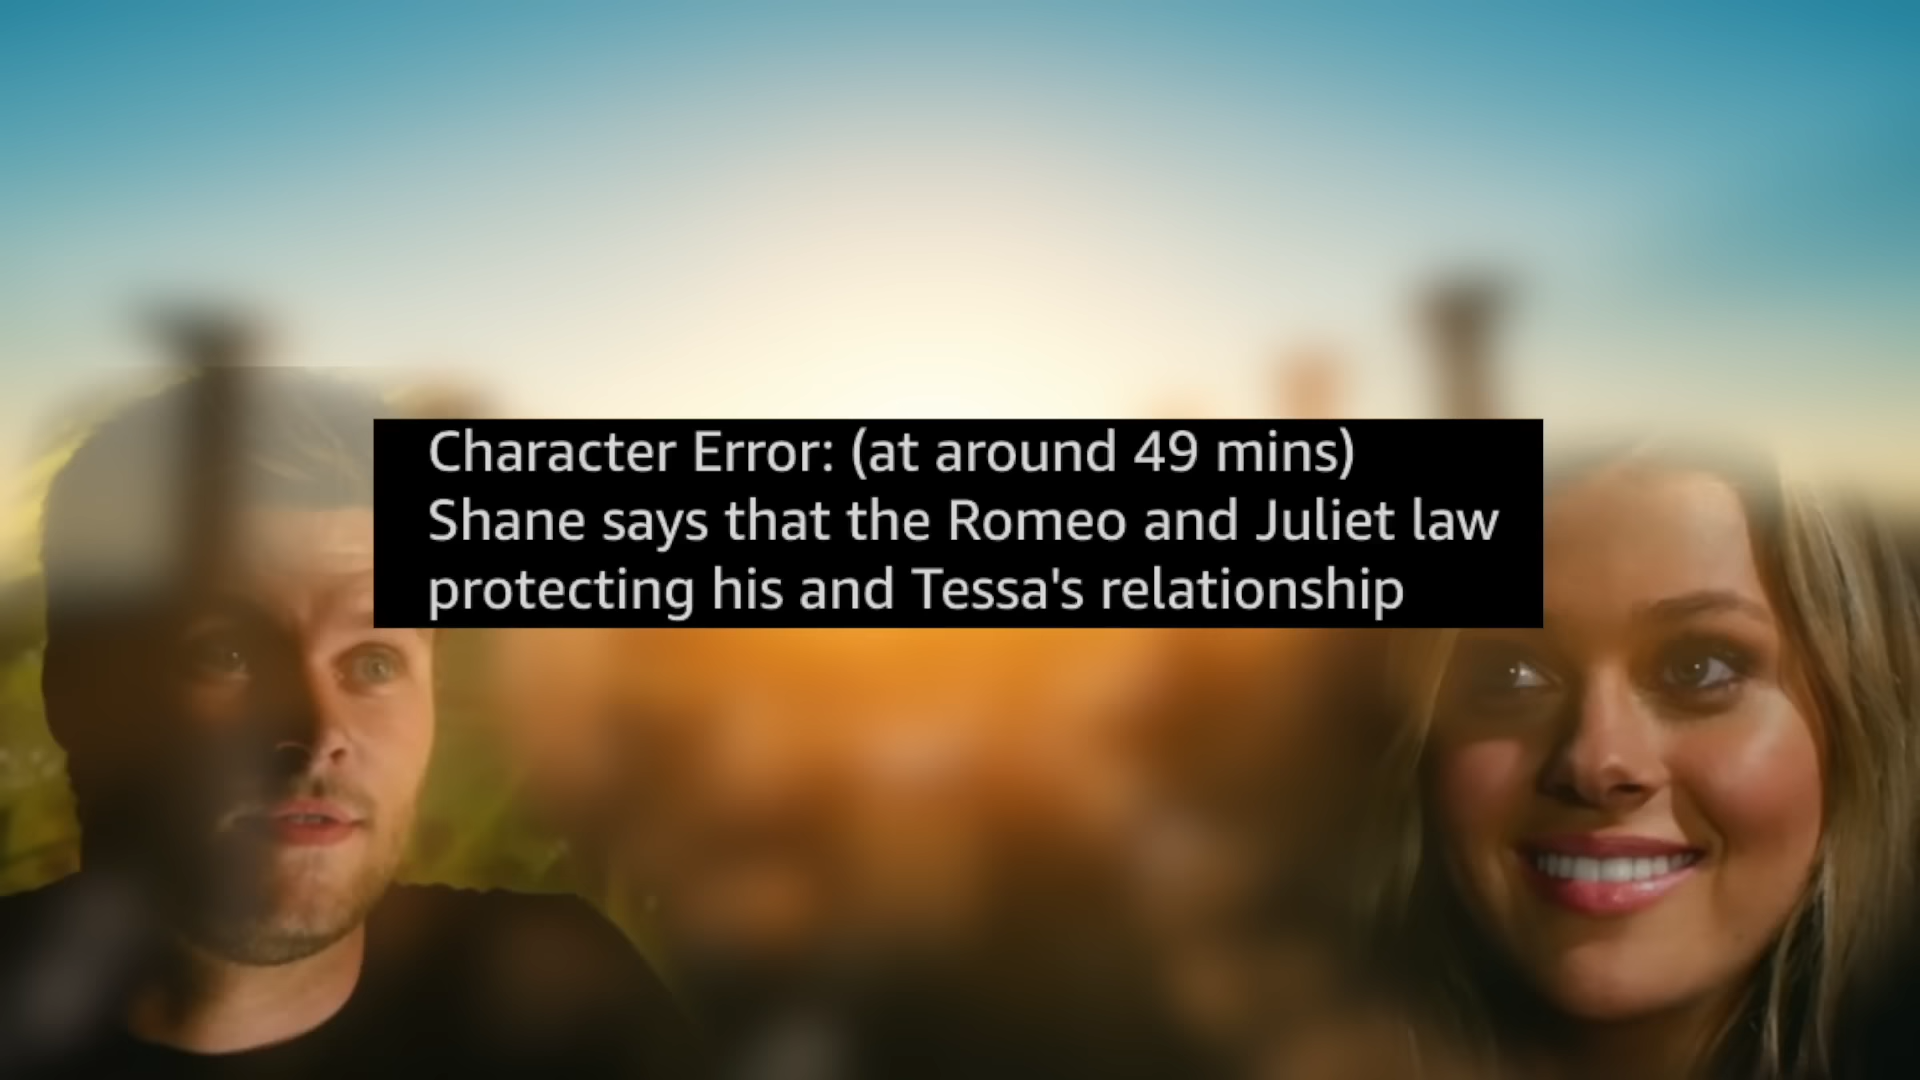 Character Error: (at around 49 mins)
Shane says that the Romeo and Juliet law
protecting his and Tessa's relationship